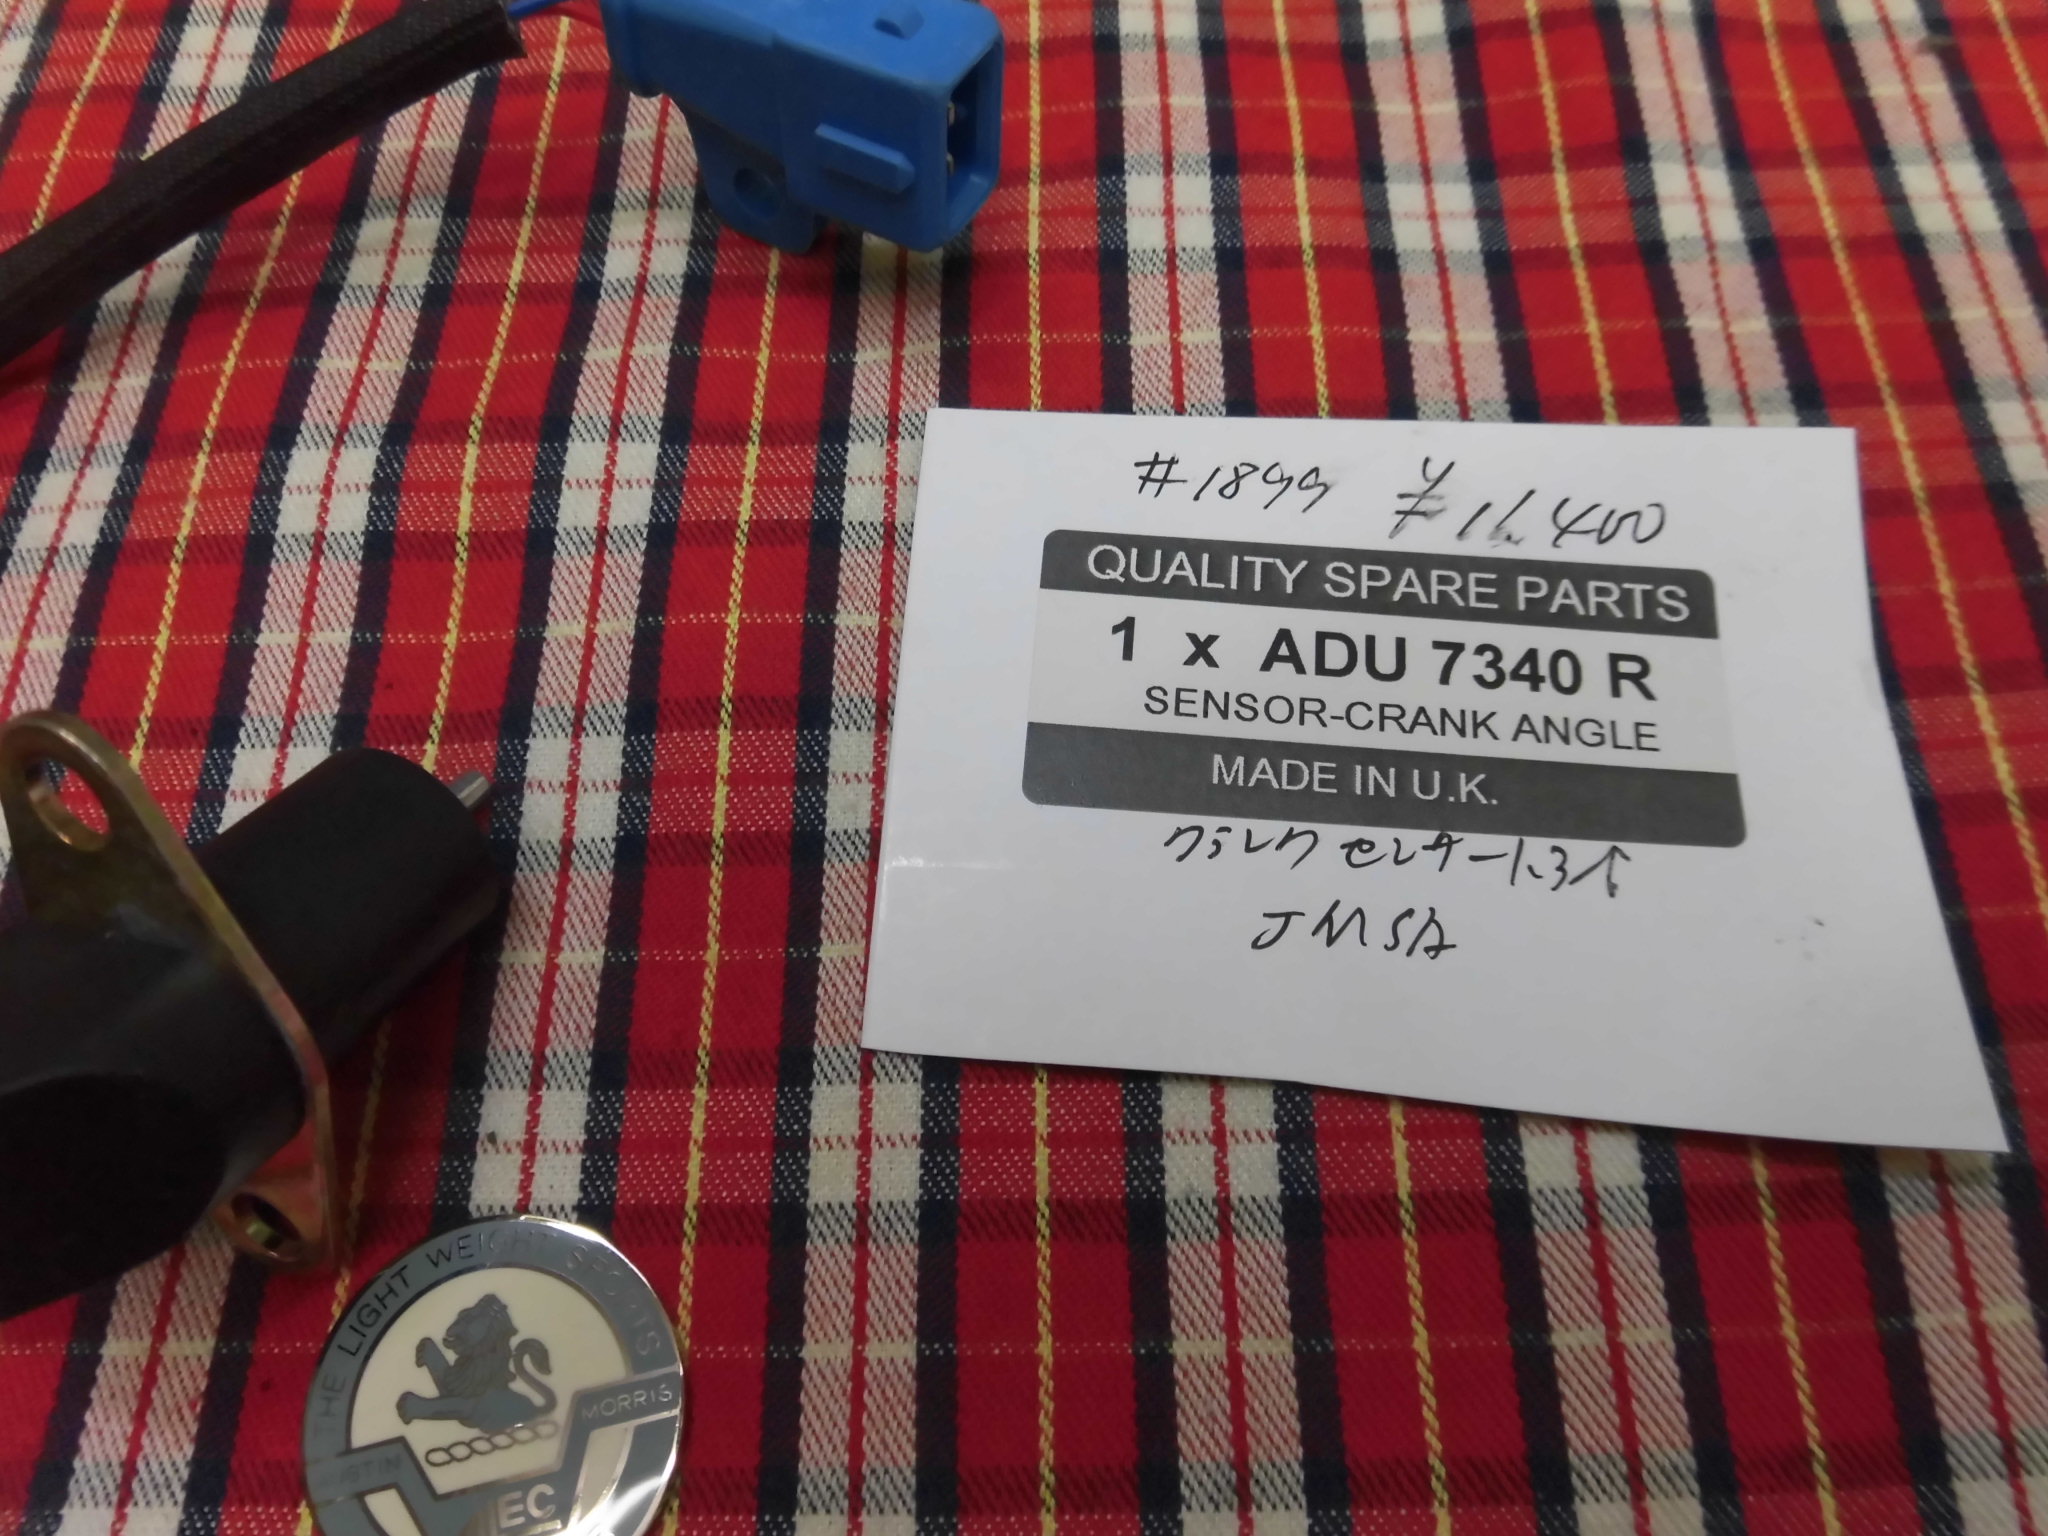 #1899 ¥16,400
QUALITY SPARE PARTS
1 x ADU 7340 R
SENSOR-CRANK ANGLE
MADE IN U.K.
クランクセンサー1.3i
JMSA
THE LIGHT WEIGHT SPORTS
AUSTIN MORRIS
EC